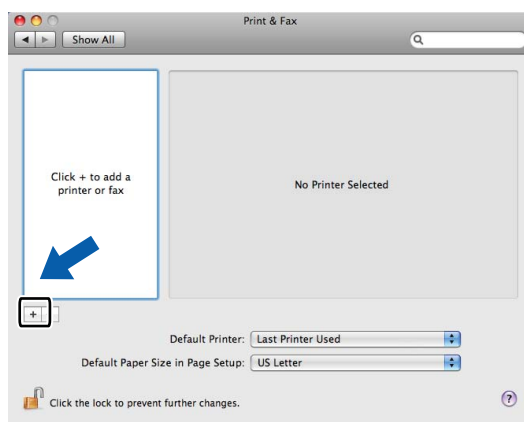 Print & Fax
Show All
Click + to add a
printer or fax
No Printer Selected
+
Default Printer: Last Printer Used
Default Paper Size in Page Setup: US Letter
Click the lock to prevent further changes.
?